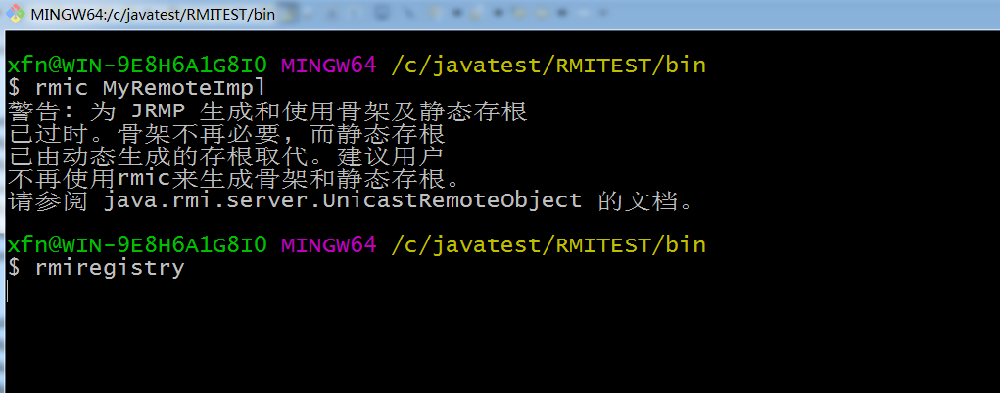 MINGW64:/c/javatest/RMITEST/bin
xfn@WIN-9E8H6A1G8I0 MINGW64 /c/javatest/RMITEST/bin
$ rmic MyRemoteImpl
警告: 为 JRMP 生成和使用骨架及静态存根
已过时。骨架不再必要, 而静态存根
已由动态生成的存根取代。建议用户
不再使用rmic来生成骨架和静态存根。
请参阅 java.rmi.server.UnicastRemoteObject 的文档。
xfn@WIN-9E8H6A1G8I0 MINGW64 /c/javatest/RMITEST/bin
$ rmiregistry